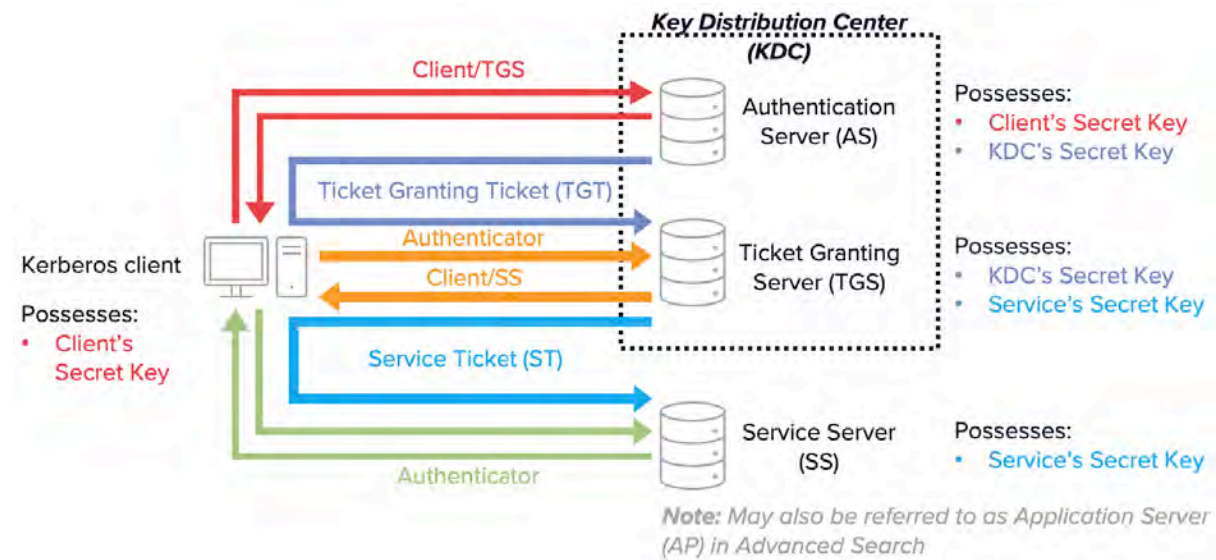 Key Distribution Center
(KDC)
Client/TGS
Authentication
Server (AS)
Possesses:
• Client's Secret Key
• KDC's Secret Key
Ticket Granting Ticket (TGT)
Authenticator
Client/SS
Ticket Granting
Server (TGS)
Possesses:
• KDC's Secret Key
• Service's Secret Key
Kerberos client
Possesses:
• Client's
Secret Key
Service Ticket (ST)
Authenticator
Service Server
(SS)
Possesses:
• Service's Secret Key
Note: May also be referred to as Application Server
(AP) in Advanced Search